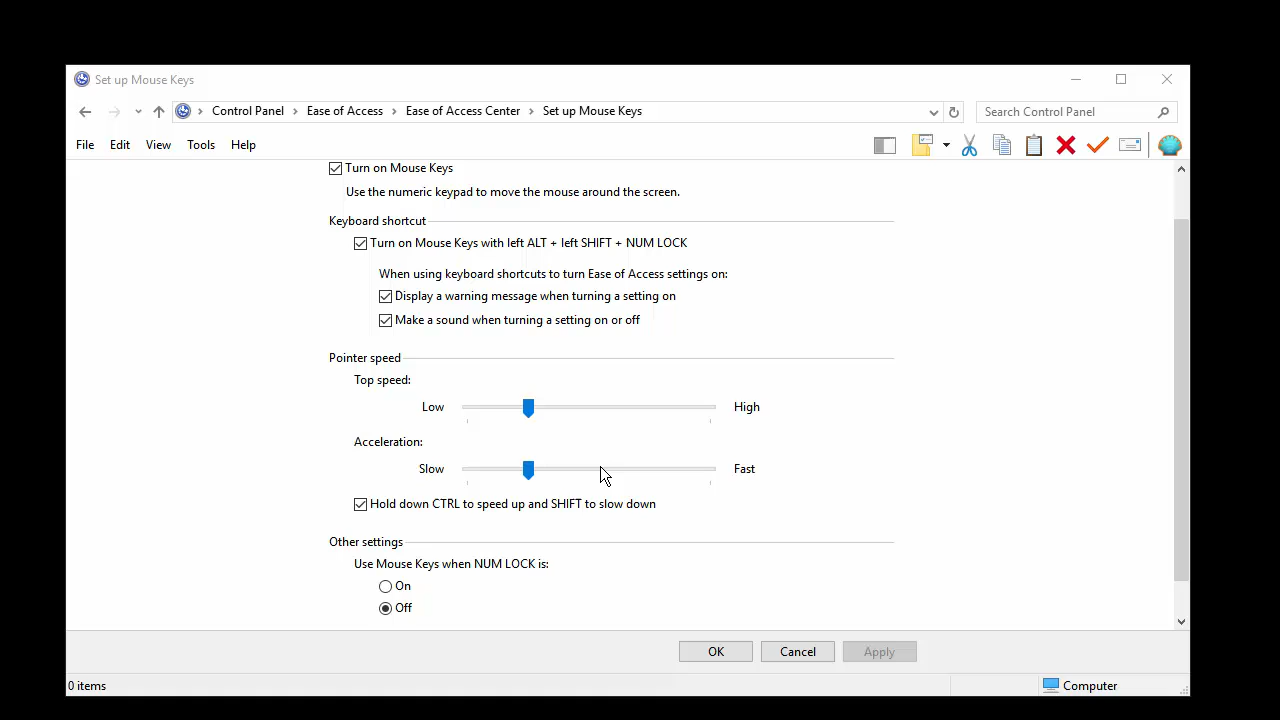 Set up Mouse Keys
Control Panel > Ease of Access > Ease of Access Center > Set up Mouse Keys
Search Control Panel
File Edit View Tools Help
Turn on Mouse Keys
Use the numeric keypad to move the mouse around the screen.
Keyboard shortcut
Turn on Mouse Keys with left ALT + left SHIFT + NUM LOCK
When using keyboard shortcuts to turn Ease of Access settings on:
Display a warning message when turning a setting on
Make a sound when turning a setting on or off
Pointer speed
Top speed:
Low High
Acceleration:
Slow Fast
Hold down CTRL to speed up and SHIFT to slow down
Other settings
Use Mouse Keys when NUM LOCK is:
On
Off
OK Cancel Apply
0 items Computer